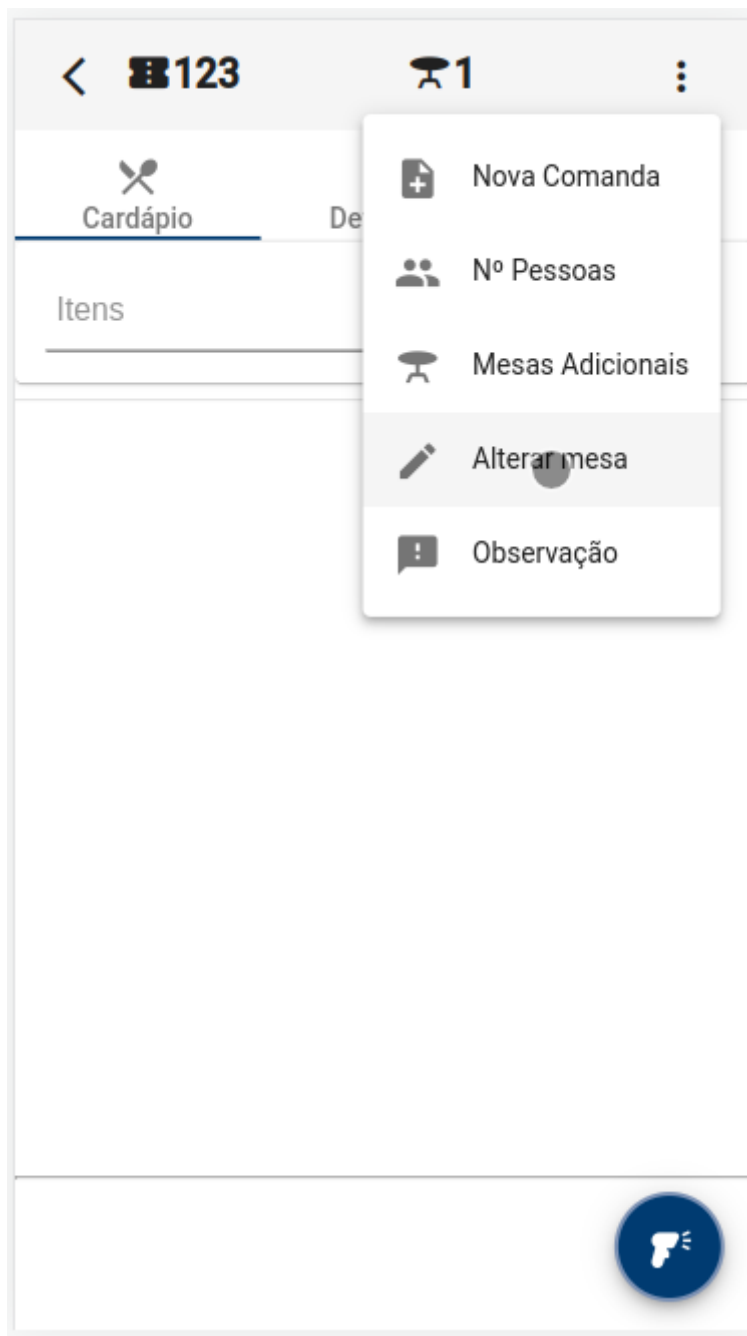 123 1
Nova Comanda
Cardápio De
Nº Pessoas
Itens
Mesas Adicionais
Alterar mesa
Observação